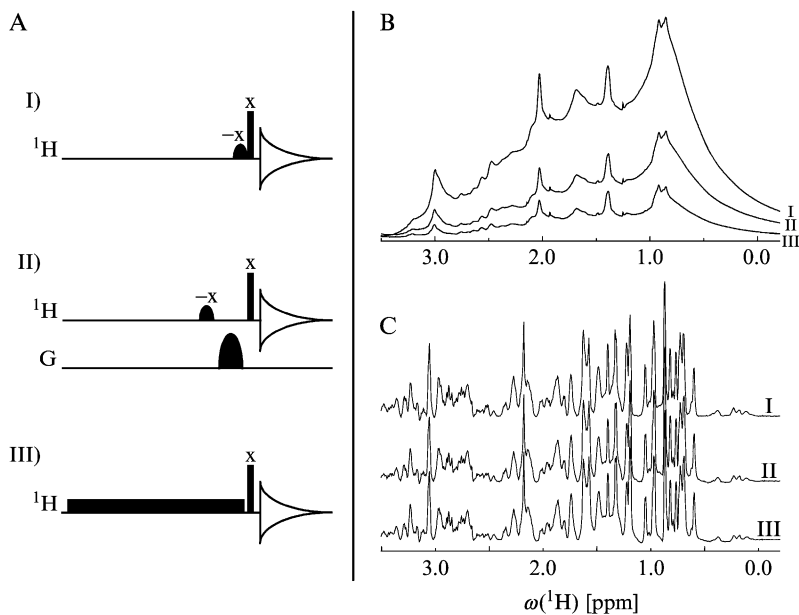 A
I)
x
−x
¹H
II)
x
−x
¹H
G
III)
x
¹H
B
I
II
III
3.0 2.0 1.0 0.0
C
I
II
III
3.0 2.0 1.0 0.0
ω(¹H) [ppm]